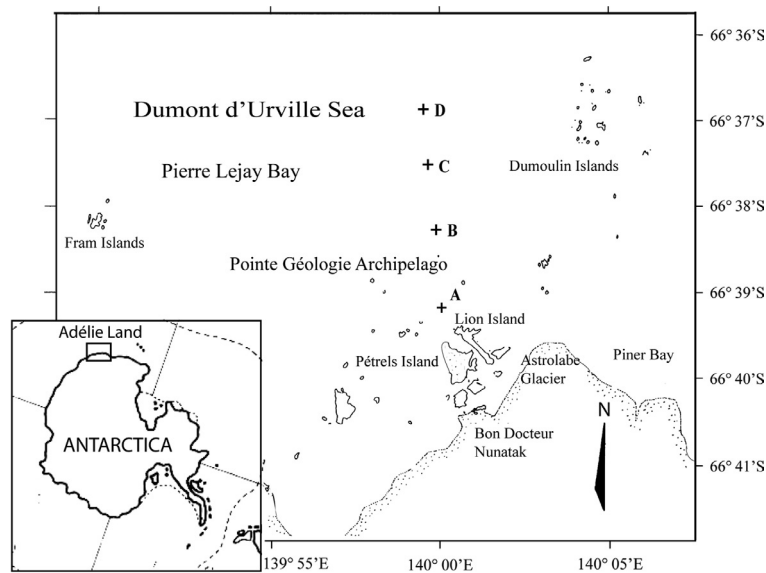 66° 36'S
Dumont d'Urville Sea
D
66° 37'S
Pierre Lejay Bay
C
Dumoulin Islands
66° 38'S
Fram Islands
B
Pointe Géologie Archipelago
66° 39'S
A
Lion Island
Adélie Land
Pétrels Island
Astrolabe
Glacier
Piner Bay
66° 40'S
N
Bon Docteur
Nunatak
ANTARCTICA
66° 41'S
139° 55'E
140° 00'E
140° 05'E